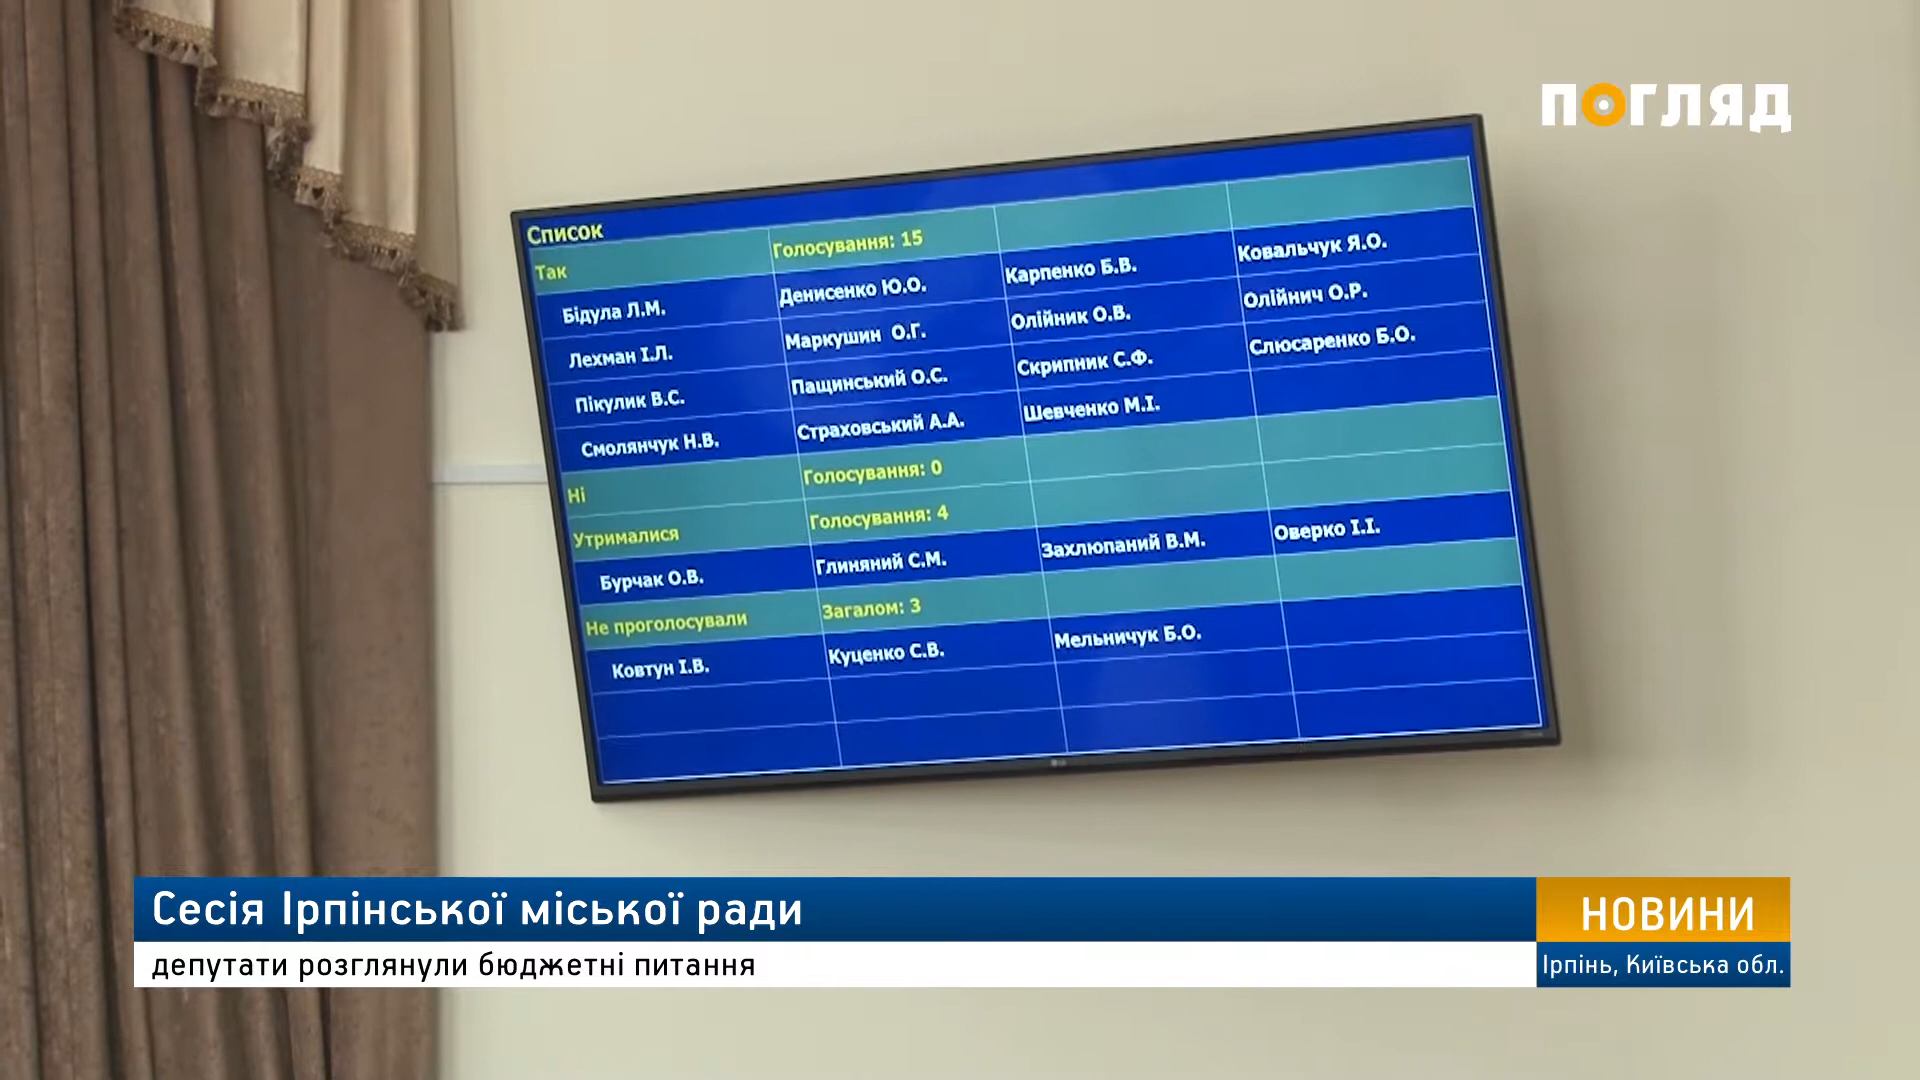 ПОГЛЯД
Список
Так Голосування: 15
Бідула Л.М. Денисенко Ю.О. Карпенко Б.В. Ковальчук Я.О.
Лехман І.Л. Маркушин О.Г. Олійник О.В. Олійнич О.Р.
Пікулик В.С. Пащинський О.С. Скрипник С.Ф. Слюсаренко Б.О.
Смолянчук Н.В. Страховський А.А. Шевченко М.І.
Ні Голосування: 0
Утрималися Голосування: 4
Бурчак О.В. Глиняний С.М. Захлюпаний В.М. Оверко І.І.
Не проголосували Загалом: 3
Ковтун І.В. Куценко С.В. Мельничук Б.О.
LG
Сесія Ірпінської міської ради
НОВИНИ
депутати розглянули бюджетні питання
Ірпінь, Київська обл.